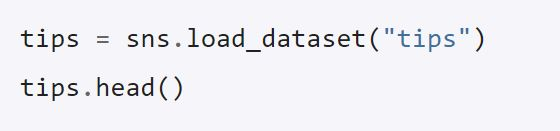 tips = sns.load_dataset("tips")
tips.head()